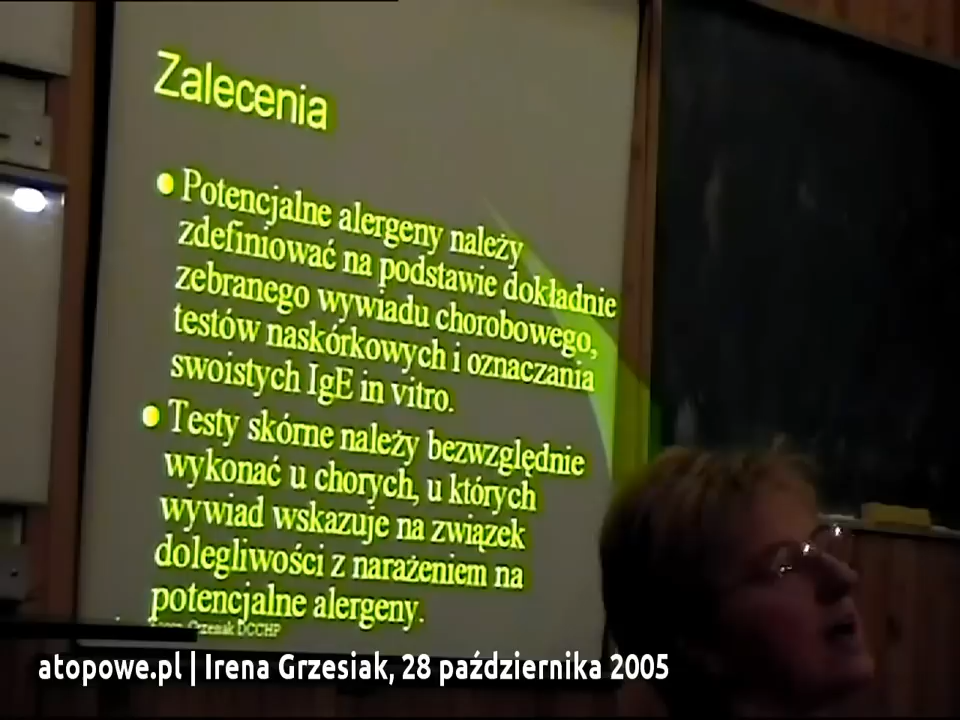 Zalecenia
Potencjalne alergeny należy
zdefiniować na podstawie dokładnie
zebranego wywiadu chorobowego,
testów naskórkowych i oznaczania
swoistych IgE in vitro.
Testy skórne należy bezwzględnie
wykonać u chorych, u których
wywiad wskazuje na związek
dolegliwości z narażeniem na
potencjalne alergeny.
Grzesiak DCCHP
atopowe.pl | Irena Grzesiak, 28 października 2005